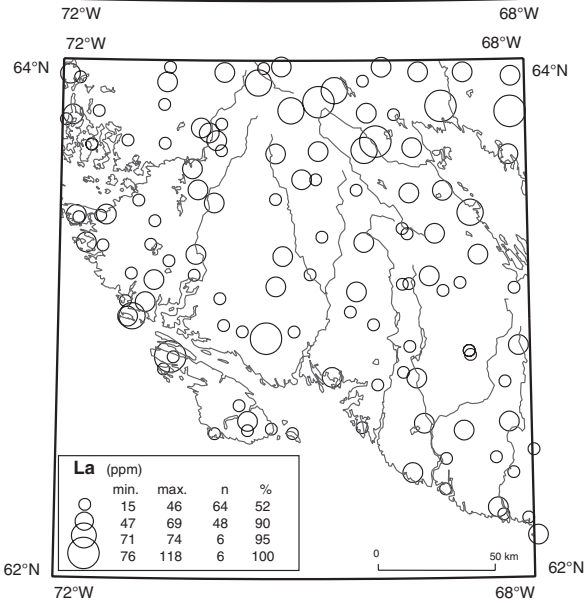 72°W 68°W
72°W 68°W
64°N 64°N
La (ppm)
min. max. n %
15 46 64 52
47 69 48 90
71 74 6 95
76 118 6 100
0 50 km
62°N 62°N
72°W 68°W